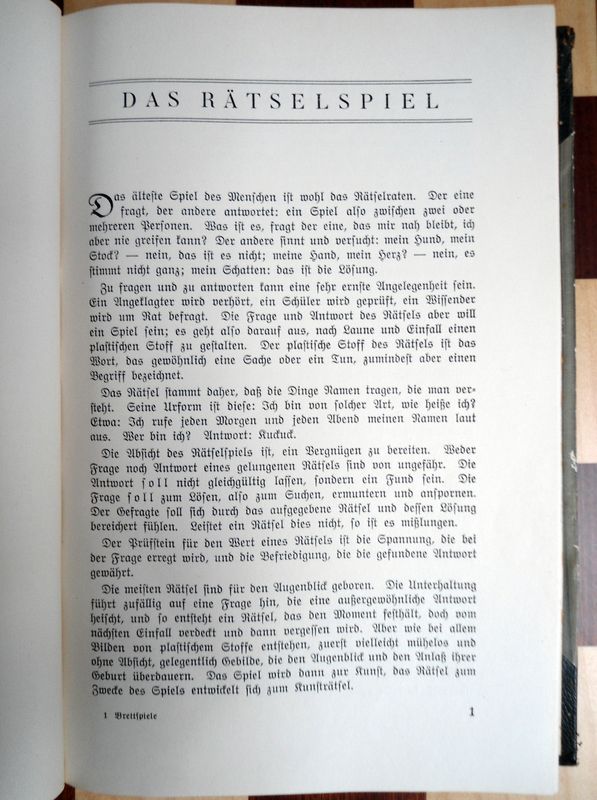 DAS RÄTSELSPIEL
Das älteste Spiel des Menschen ist wohl das Rätselraten. Der eine
fragt, der andere antwortet: ein Spiel also zwischen zwei oder
mehreren Personen. Was ist es, fragt der eine, das mir nah bleibt, ich
aber nie greifen kann? Der andere sinnt und versucht: mein Hund, mein
Stock? — nein, das ist es nicht; meine Hand, mein Herz? — nein, es
stimmt nicht ganz; mein Schatten: das ist die Lösung.
Zu fragen und zu antworten kann eine sehr ernste Angelegenheit sein.
Ein Angeklagter wird verhört, ein Schüler wird geprüft, ein Wissender
wird um Rat befragt. Die Frage und Antwort des Rätsels aber will
ein Spiel sein; es geht also darauf aus, nach Laune und Einfall einen
plastischen Stoff zu gestalten. Der plastische Stoff des Rätsels ist das
Wort, das gewöhnlich eine Sache oder ein Tun, zumindest aber einen
Begriff bezeichnet.
Das Rätsel stammt daher, daß die Dinge Namen tragen, die man ver-
steht. Seine Urform ist diese: Ich bin von solcher Art, wie heiße ich?
Etwa: Ich rufe jeden Morgen und jeden Abend meinen Namen laut
aus. Wer bin ich? Antwort: Kuckuck.
Die Absicht des Rätselspiels ist, ein Vergnügen zu bereiten. Weder
Frage noch Antwort eines gelungenen Rätsels sind von ungefähr. Die
Antwort soll nicht gleichgültig lassen, sondern ein Fund sein. Die
Frage soll zum Lösen, also zum Suchen, ermuntern und anspornen.
Der Gefragte soll sich durch das aufgegebene Rätsel und dessen Lösung
bereichert fühlen. Leistet ein Rätsel dies nicht, so ist es mißlungen.
Der Prüfstein für den Wert eines Rätsels ist die Spannung, die bei
der Frage erregt wird, und die Befriedigung, die die gefundene Antwort
gewährt.
Die meisten Rätsel sind für den Augenblick geboren. Die Unterhaltung
führt zufällig auf eine Frage hin, die eine außergewöhnliche Antwort
heischt, und so entsteht ein Rätsel, das den Moment festhält, doch vom
nächsten Einfall verdeckt und dann vergessen wird. Aber wie bei allem
Bilden von plastischem Stoffe entstehen, zuerst vielleicht mühelos und
ohne Absicht, gelegentlich Gebilde, die den Augenblick und den Anlaß ihrer
Geburt überdauern. Das Spiel wird dann zur Kunst, das Rätsel zum
Zwecke des Spiels entwickelt sich zum Kunsträtsel.
1 Brettspiele 1